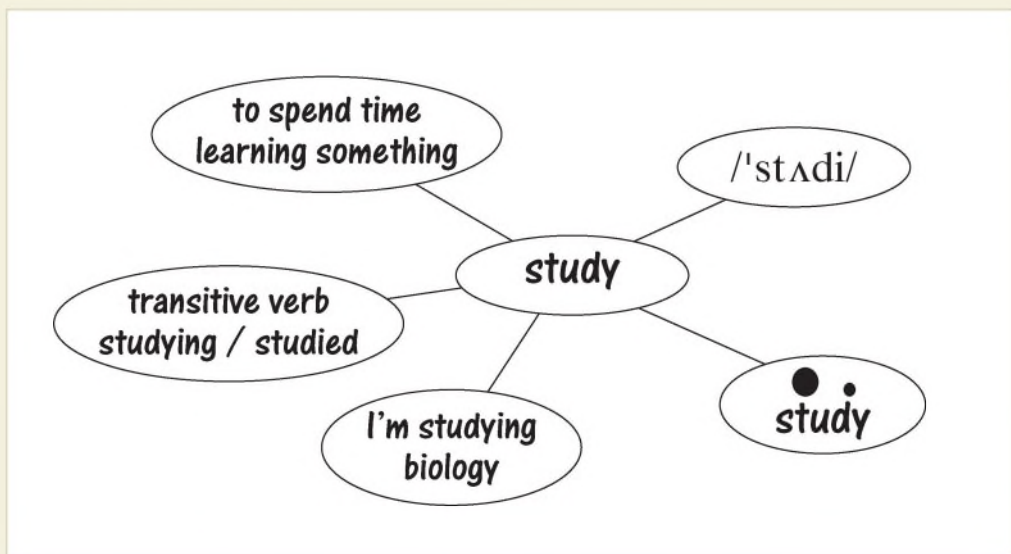 to spend time
learning something
/ˈstʌdi/
study
transitive verb
studying / studied
I'm studying
biology
study